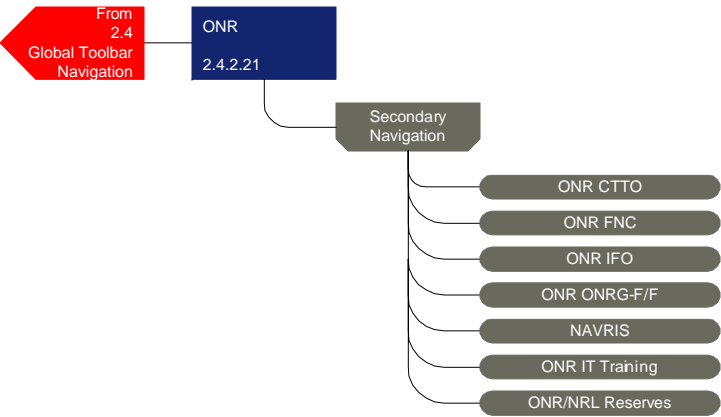 From
2.4
Global Toolbar
Navigation
ONR
2.4.2.21
Secondary
Navigation
ONR CTTO
ONR FNC
ONR IFO
ONR ONRG-F/F
NAVRIS
ONR IT Training
ONR/NRL Reserves